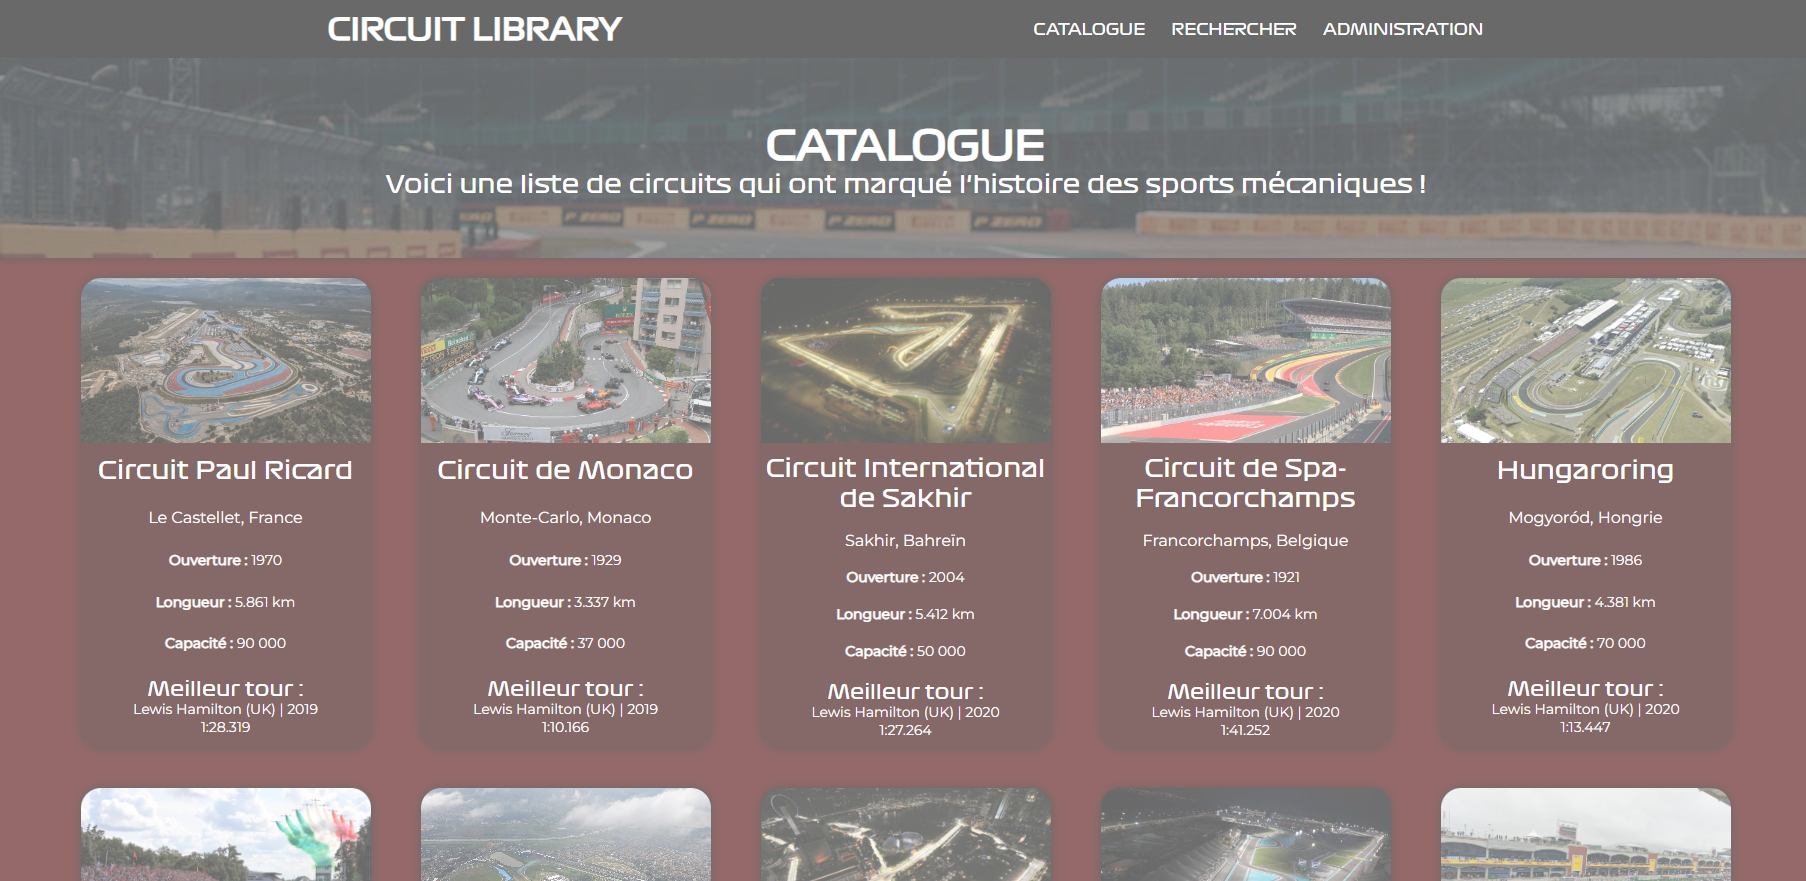 CIRCUIT LIBRARY
CATALOGUE RECHERCHER ADMINISTRATION
CATALOGUE
Voici une liste de circuits qui ont marqué l'histoire des sports mécaniques !
P ZERO P ZERO P ZERO P ZERO
Circuit Paul Ricard
Le Castellet, France
Ouverture : 1970
Longueur : 5.861 km
Capacité : 90 000
Meilleur tour :
Lewis Hamilton (UK) | 2019
1:28.319
ROLEX
Heineken
Circuit de Monaco
Monte-Carlo, Monaco
Ouverture : 1929
Longueur : 3.337 km
Capacité : 37 000
Meilleur tour :
Lewis Hamilton (UK) | 2019
1:10.166
Circuit International
de Sakhir
Sakhir, Bahreïn
Ouverture : 2004
Longueur : 5.412 km
Capacité : 50 000
Meilleur tour :
Lewis Hamilton (UK) | 2020
1:27.264
Circuit de Spa-
Francorchamps
Francorchamps, Belgique
Ouverture : 1921
Longueur : 7.004 km
Capacité : 90 000
Meilleur tour :
Lewis Hamilton (UK) | 2020
1:41.252
Hungaroring
Mogyoród, Hongrie
Ouverture : 1986
Longueur : 4.381 km
Capacité : 70 000
Meilleur tour :
Lewis Hamilton (UK) | 2020
1:13.447